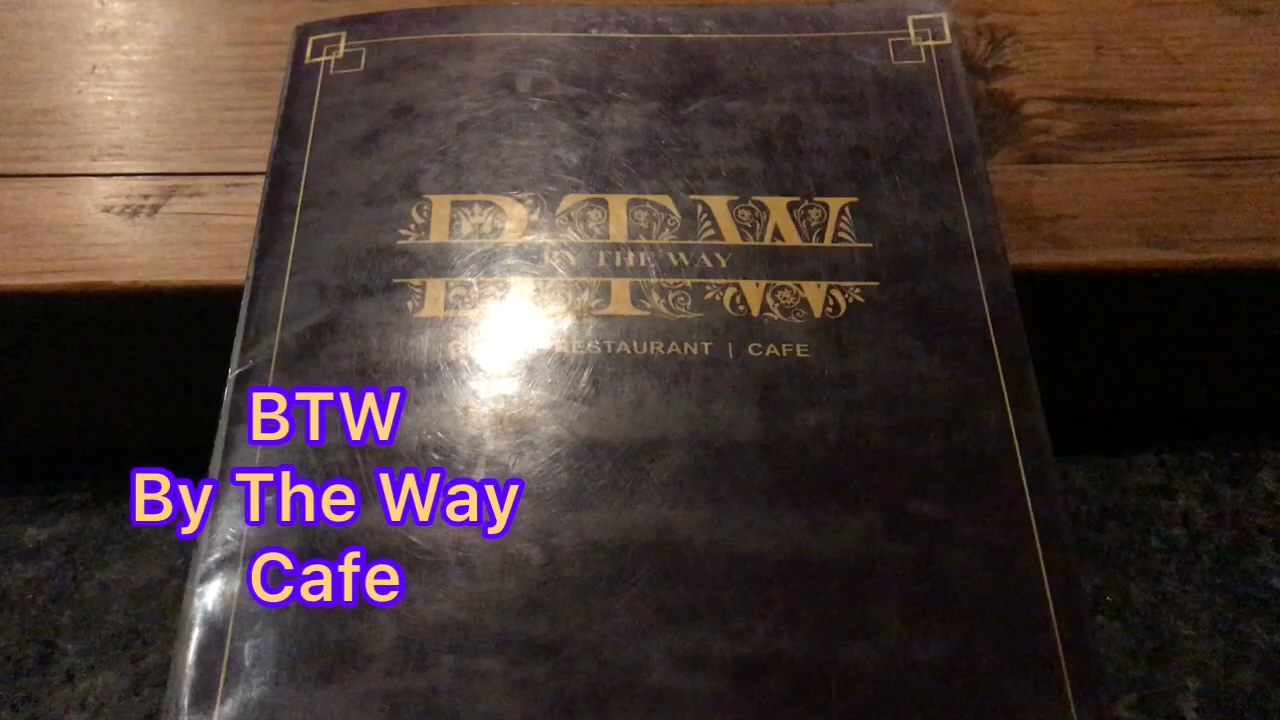 BTW
BY THE WAY
RESTAURANT | CAFE
BTW
By The Way
Cafe